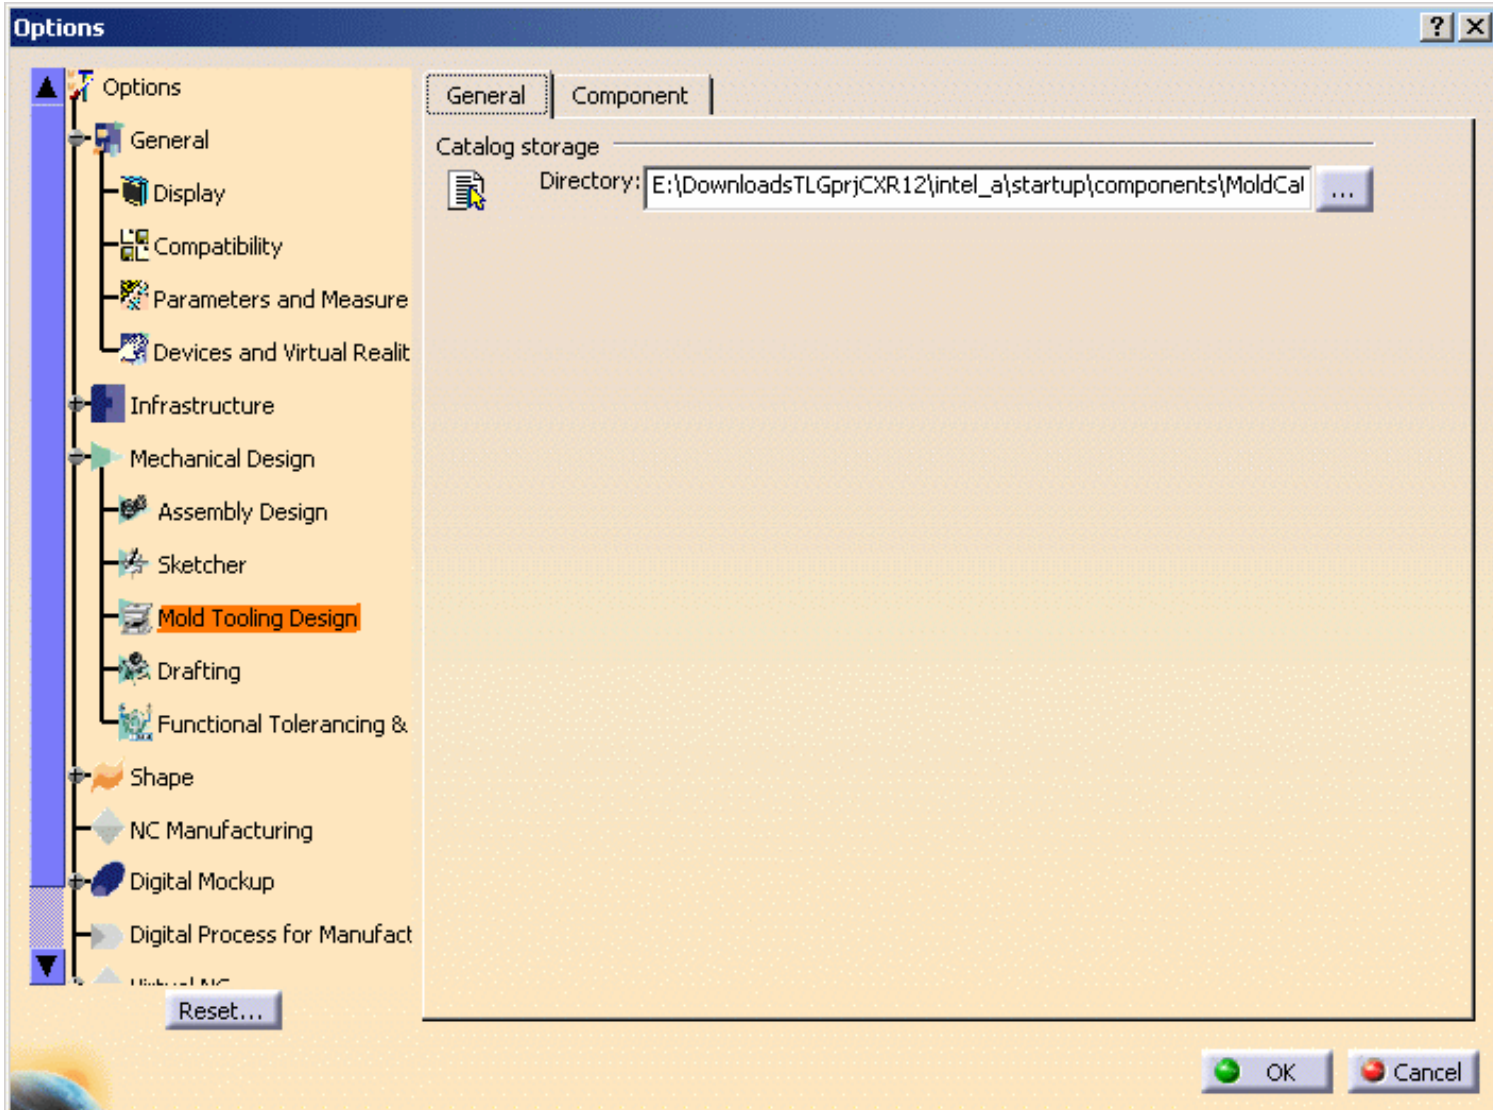 Options
Options
General
Display
Compatibility
Parameters and Measure
Devices and Virtual Realit
Infrastructure
Mechanical Design
Assembly Design
Sketcher
Mold Tooling Design
Drafting
Functional Tolerancing &
Shape
NC Manufacturing
Digital Mockup
Digital Process for Manufact
Reset...
General Component
Catalog storage
Directory: E:\DownloadsTLGprjCXR12\intel_a\startup\components\MoldCat ...
OK Cancel